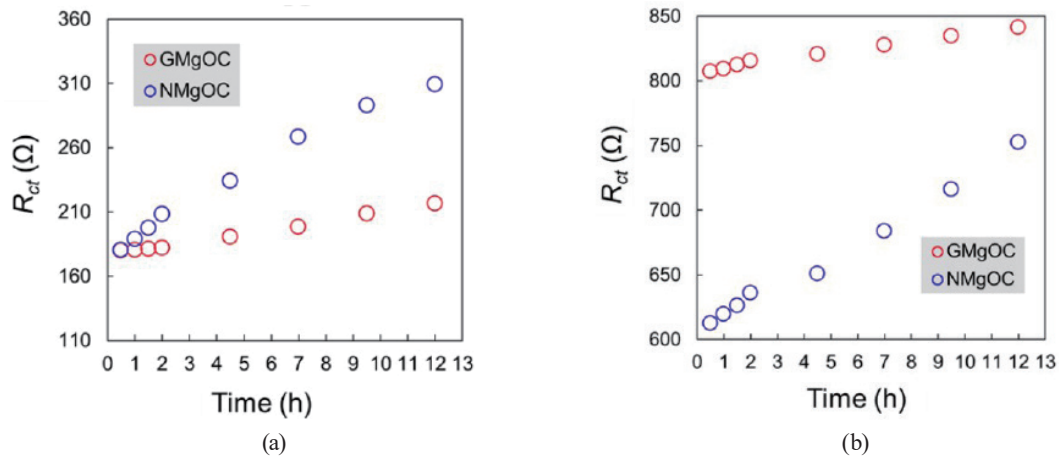 360
310
260
210
160
110
R_ct (Ω)
GMgOC
NMgOC
0 1 2 3 4 5 6 7 8 9 10 11 12 13
Time (h)
(a)
850
800
750
700
650
600
R_ct (Ω)
GMgOC
NMgOC
0 1 2 3 4 5 6 7 8 9 10 11 12 13
Time (h)
(b)